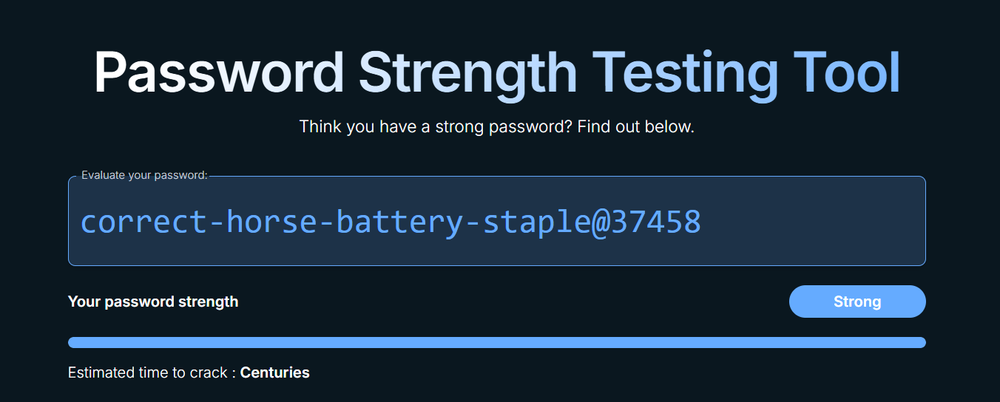 Password Strength Testing Tool
Think you have a strong password? Find out below.
Evaluate your password:
correct-horse-battery-staple@37458
Your password strength
Strong
Estimated time to crack : Centuries